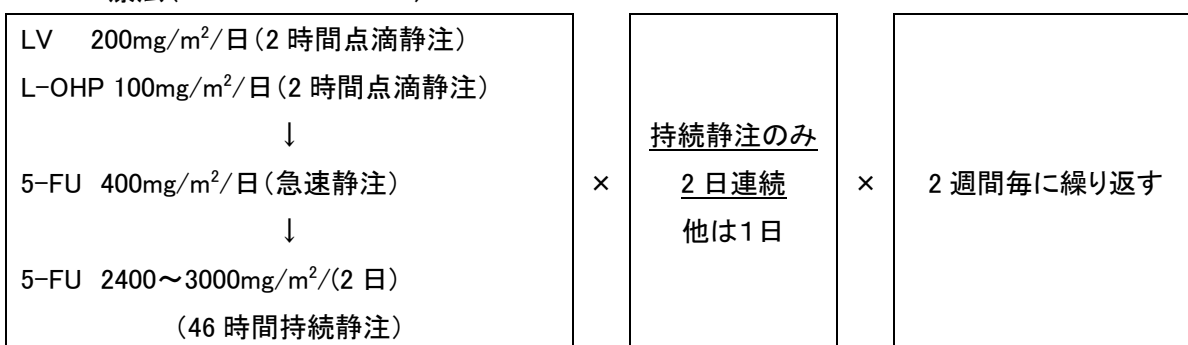 LV 200mg/m²/日（2 時間点滴静注）
L-OHP 100mg/m²/日（2 時間点滴静注）
↓
5-FU 400mg/m²/日（急速静注）
↓
5-FU 2400～3000mg/m²/(2 日)
（46 時間持続静注）
×
持続静注のみ
2 日連続
他は１日
×
2 週間毎に繰り返す